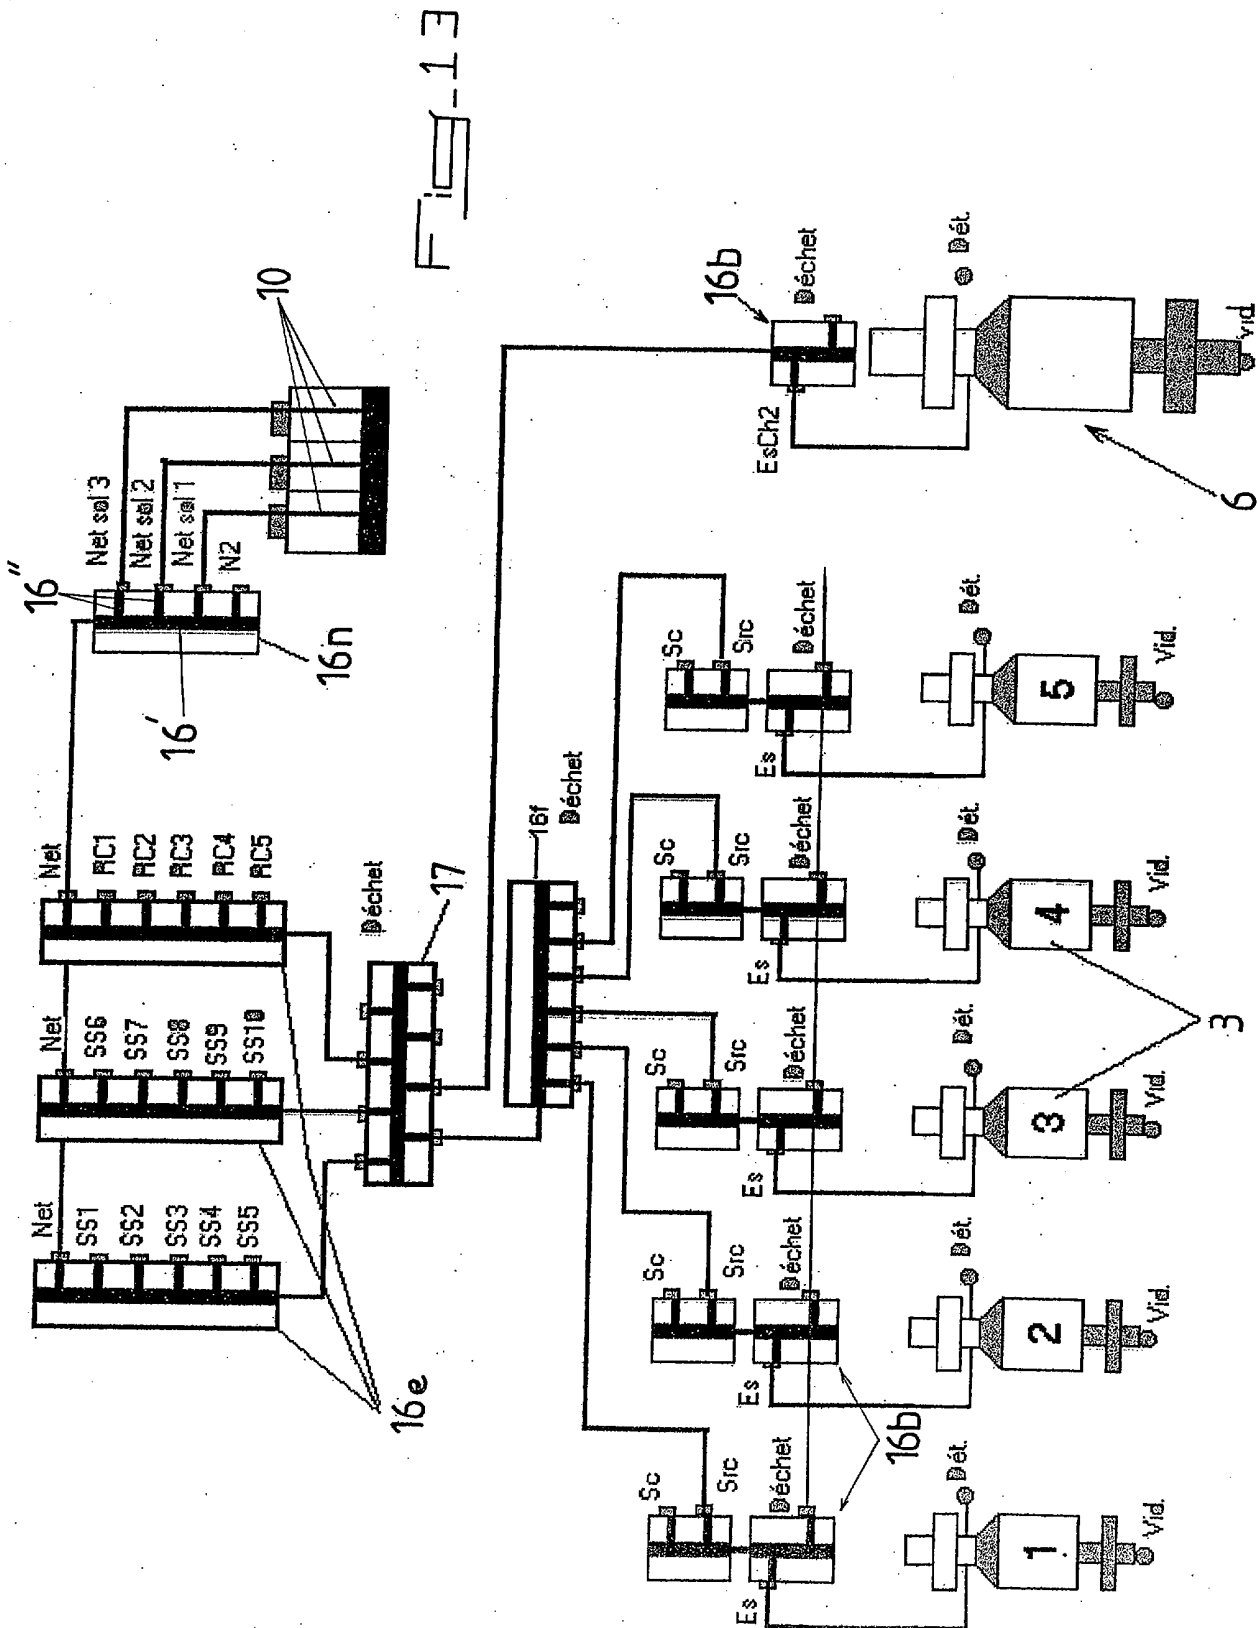 Fig-13
Net
SS1
SS2
SS3
SS4
SS5
Net
SS6
SS7
SS8
SS9
SS10
Net
RC1
RC2
RC3
RC4
RC5
16e
16"
16'
16n
Net sol 3
Net sol 2
Net sol 1
N2
10
Déchet
17
16f
Déchet
Sc
Src
Déchet
Es
Dét.
1
Vid.
Sc
Src
Déchet
Es
Dét.
2
Vid.
16b
Sc
Src
Déchet
Es
Dét.
3
Vid.
Sc
Src
Déchet
Es
Dét.
4
Vid.
3
Sc
Src
Déchet
Es
Dét.
5
Vid.
16b
Déchet
EsCh2
Dét.
Vid
6